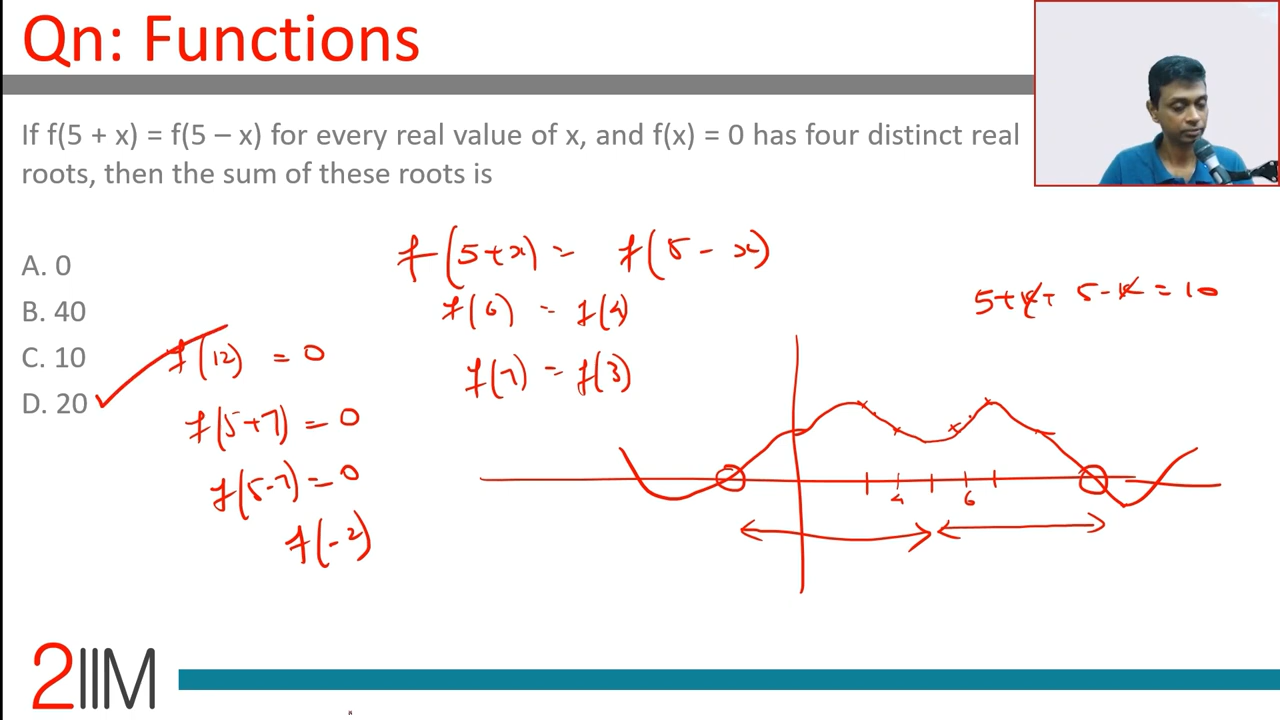 Qn: Functions
If f(5 + x) = f(5 – x) for every real value of x, and f(x) = 0 has four distinct real
roots, then the sum of these roots is
A. 0
B. 40
C. 10
D. 20
f(5+x) = f(5-x)
f(6) = f(4)
f(7) = f(3)
5+k+ 5-k = 10
f(12) = 0
f(5+7) = 0
f(5-7) = 0
f(-2)
4 6
2IIM